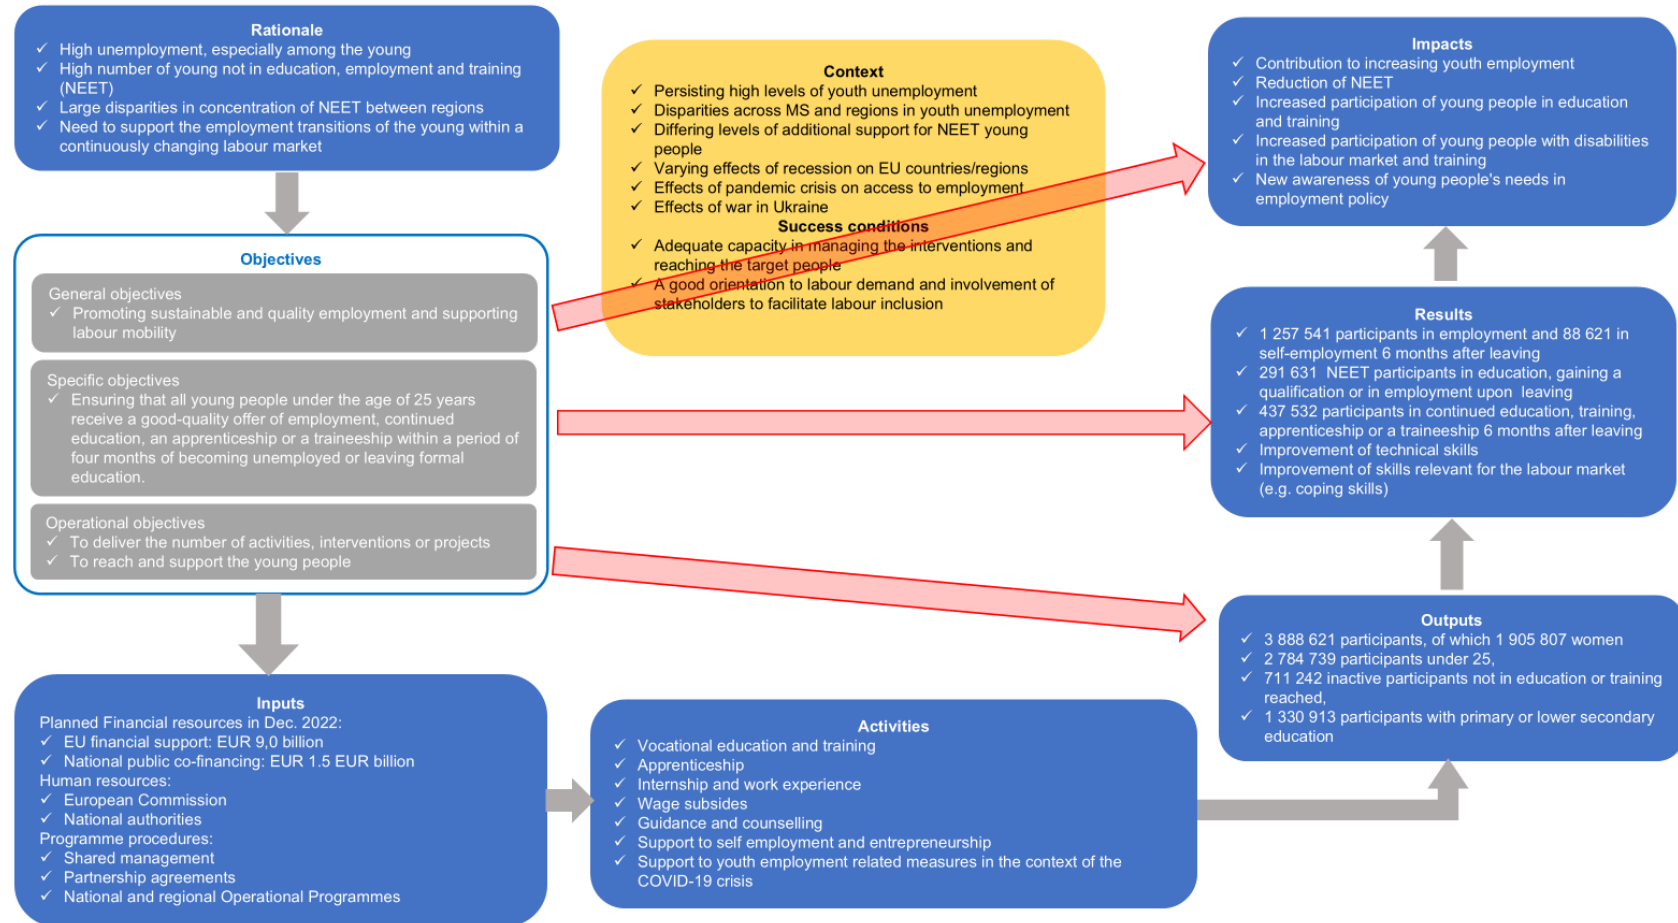 Rationale
✓ High unemployment, especially among the young
✓ High number of young not in education, employment and training
(NEET)
✓ Large disparities in concentration of NEET between regions
✓ Need to support the employment transitions of the young within a
continuously changing labour market
Objectives
General objectives
✓ Promoting sustainable and quality employment and supporting
labour mobility
Specific objectives
✓ Ensuring that all young people under the age of 25 years
receive a good-quality offer of employment, continued
education, an apprenticeship or a traineeship within a period of
four months of becoming unemployed or leaving formal
education.
Operational objectives
✓ To deliver the number of activities, interventions or projects
✓ To reach and support the young people
Inputs
Planned Financial resources in Dec. 2022:
✓ EU financial support: EUR 9,0 billion
✓ National public co-financing: EUR 1.5 EUR billion
Human resources:
✓ European Commission
✓ National authorities
Programme procedures:
✓ Shared management
✓ Partnership agreements
✓ National and regional Operational Programmes
Context
✓ Persisting high levels of youth unemployment
✓ Disparities across MS and regions in youth unemployment
✓ Differing levels of additional support for NEET young
people
✓ Varying effects of recession on EU countries/regions
✓ Effects of pandemic crisis on access to employment
✓ Effects of war in Ukraine
Success conditions
✓ Adequate capacity in managing the interventions and
reaching the target people
✓ A good orientation to labour demand and involvement of
stakeholders to facilitate labour inclusion
Activities
✓ Vocational education and training
✓ Apprenticeship
✓ Internship and work experience
✓ Wage subsides
✓ Guidance and counselling
✓ Support to self employment and entrepreneurship
✓ Support to youth employment related measures in the context of the
COVID-19 crisis
Impacts
✓ Contribution to increasing youth employment
✓ Reduction of NEET
✓ Increased participation of young people in education
and training
✓ Increased participation of young people with disabilities
in the labour market and training
✓ New awareness of young people's needs in
employment policy
Results
✓ 1 257 541 participants in employment and 88 621 in
self-employment 6 months after leaving
✓ 291 631 NEET participants in education, gaining a
qualification or in employment upon leaving
✓ 437 532 participants in continued education, training,
apprenticeship or a traineeship 6 months after leaving
✓ Improvement of technical skills
✓ Improvement of skills relevant for the labour market
(e.g. coping skills)
Outputs
✓ 3 888 621 participants, of which 1 905 807 women
✓ 2 784 739 participants under 25,
✓ 711 242 inactive participants not in education or training
reached,
✓ 1 330 913 participants with primary or lower secondary
education